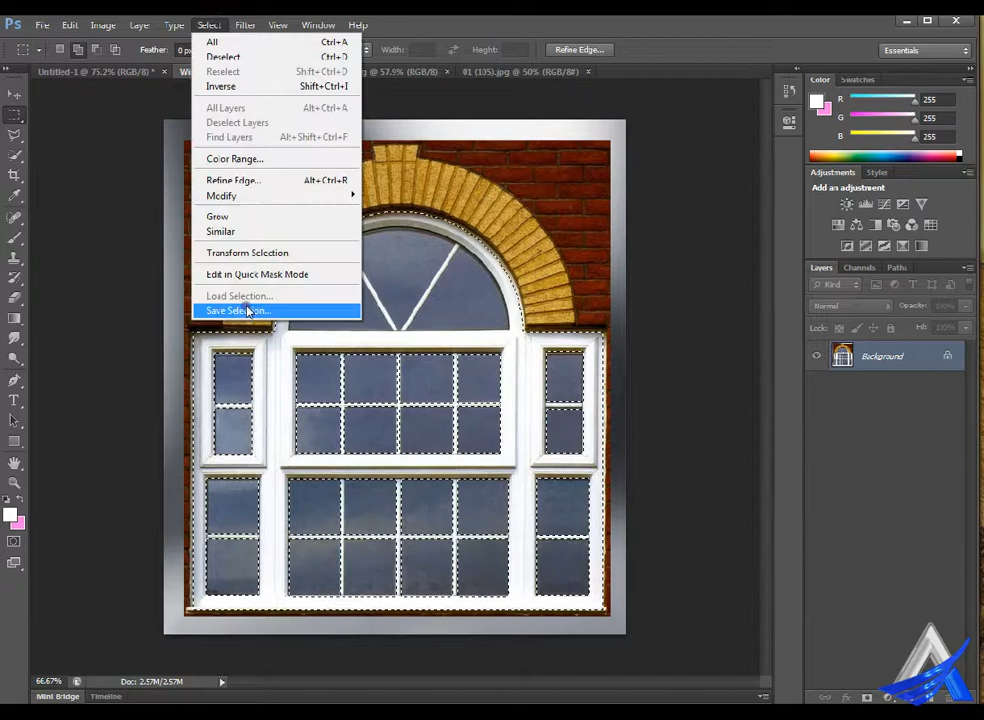 Ps File Edit Image Layer Type Select Filter View Window Help
Feather: 0 p Width: Height: Refine Edge... Essentials
Untitled-1 @ 75.2% (RGB/8) * × Wi g @ 57.9% (RGB/8) × 01 (105).jpg @ 50% (RGB/8#) ×
All Ctrl+A
Deselect Ctrl+D
Reselect Shift+Ctrl+D
Inverse Shift+Ctrl+I
All Layers Alt+Ctrl+A
Deselect Layers
Find Layers Alt+Shift+Ctrl+F
Color Range...
Refine Edge... Alt+Ctrl+R
Modify
Grow
Similar
Transform Selection
Edit in Quick Mask Mode
Load Selection...
Save Selection...
Color Swatches
R 255
G 255
B 255
Adjustments Styles
Add an adjustment
Layers Channels Paths
Kind
Normal Opacity:
Lock: Fill:
Background
66.67% Doc: 2.57M/2.57M
Mini Bridge Timeline